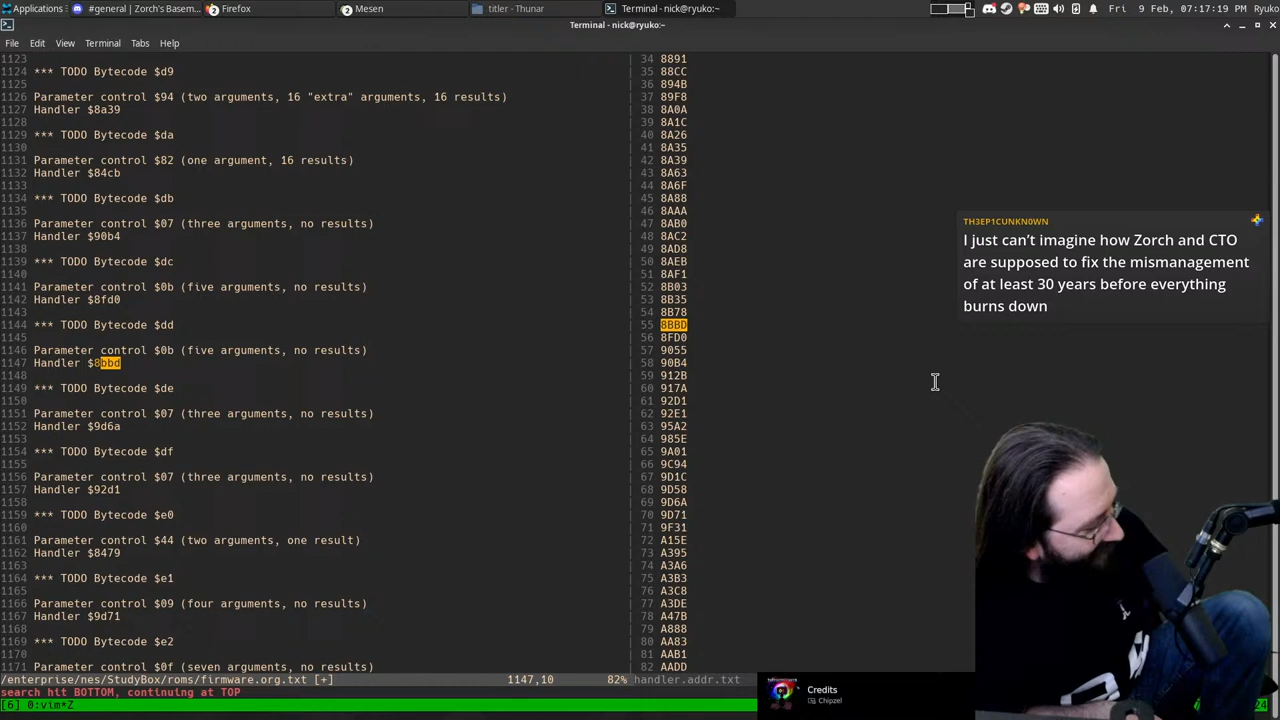 Applications
#general | Zorch's Basem...
2 Firefox
2 Mesen
titler - Thunar
Terminal - nick@ryuko:~
Fri 9 Feb, 07:17:19 PM Ryuko
Terminal - nick@ryuko:~
File Edit View Terminal Tabs Help
1123
1124 *** TODO Bytecode $d9
1125
1126 Parameter control $94 (two arguments, 16 "extra" arguments, 16 results)
1127 Handler $8a39
1128
1129 *** TODO Bytecode $da
1130
1131 Parameter control $82 (one argument, 16 results)
1132 Handler $84cb
1133
1134 *** TODO Bytecode $db
1135
1136 Parameter control $07 (three arguments, no results)
1137 Handler $90b4
1138
1139 *** TODO Bytecode $dc
1140
1141 Parameter control $0b (five arguments, no results)
1142 Handler $8fd0
1143
1144 *** TODO Bytecode $dd
1145
1146 Parameter control $0b (five arguments, no results)
1147 Handler $8bbd
1148
1149 *** TODO Bytecode $de
1150
1151 Parameter control $07 (three arguments, no results)
1152 Handler $9d6a
1153
1154 *** TODO Bytecode $df
1155
1156 Parameter control $07 (three arguments, no results)
1157 Handler $92d1
1158
1159 *** TODO Bytecode $e0
1160
1161 Parameter control $44 (two arguments, one result)
1162 Handler $8479
1163
1164 *** TODO Bytecode $e1
1165
1166 Parameter control $09 (four arguments, no results)
1167 Handler $9d71
1168
1169 *** TODO Bytecode $e2
1170
1171 Parameter control $0f (seven arguments, no results)
/enterprise/nes/StudyBox/roms/firmware.org.txt [+] 1147,10 82%
34 8891
35 88CC
36 894B
37 89F8
38 8A0A
39 8A1C
40 8A26
41 8A35
42 8A39
43 8A63
44 8A6F
45 8A88
46 8AAA
47 8AB0
48 8AC2
49 8AD8
50 8AEB
51 8AF1
52 8B03
53 8B35
54 8B78
55 8BBD
56 8FD0
57 9055
58 90B4
59 912B
60 917A
61 92D1
62 92E1
63 95A2
64 985E
65 9A01
66 9C94
67 9D1C
68 9D58
69 9D6A
70 9D71
71 9F31
72 A15E
73 A395
74 A3A6
75 A3B3
76 A3C8
77 A3DE
78 A47B
79 A888
80 AA83
81 AAB1
82 AADD
handler.addr.txt
search hit BOTTOM, continuing at TOP
[6] 0:vim*Z
TH3EP1CUNKN0WN
I just can't imagine how Zorch and CTO
are supposed to fix the mismanagement
of at least 30 years before everything
burns down
Credits
Chipzel